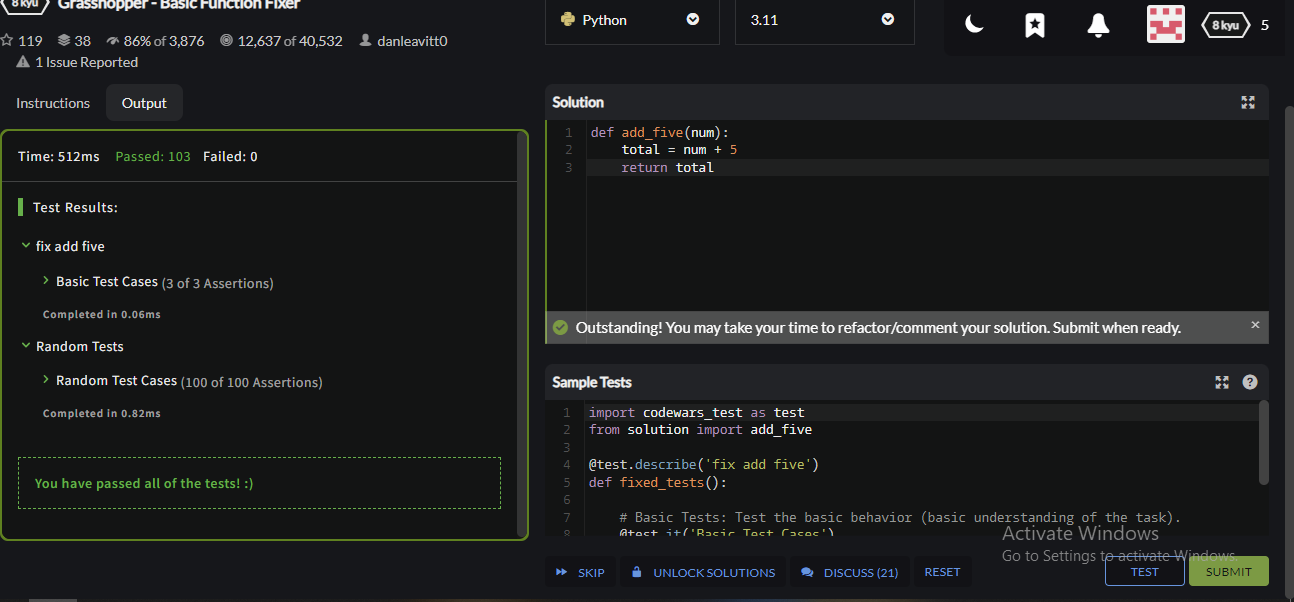 8 kyu Grasshopper - Basic Function Fixer
119 38 86% of 3,876 12,637 of 40,532 danleavitt0
1 Issue Reported
Python
3.11
8 kyu 5
Instructions Output
Time: 512ms Passed: 103 Failed: 0
Test Results:
fix add five
Basic Test Cases (3 of 3 Assertions)
Completed in 0.06ms
Random Tests
Random Test Cases (100 of 100 Assertions)
Completed in 0.82ms
You have passed all of the tests! :)
Solution
1 def add_five(num):
2 total = num + 5
3 return total
Outstanding! You may take your time to refactor/comment your solution. Submit when ready.
Sample Tests
1 import codewars_test as test
2 from solution import add_five
3
4 @test.describe('fix add five')
5 def fixed_tests():
6
7 # Basic Tests: Test the basic behavior (basic understanding of the task).
8 @test.it('Basic Test Cases')
Activate Windows
Go to Settings to activate Windows.
SKIP UNLOCK SOLUTIONS DISCUSS (21) RESET TEST SUBMIT